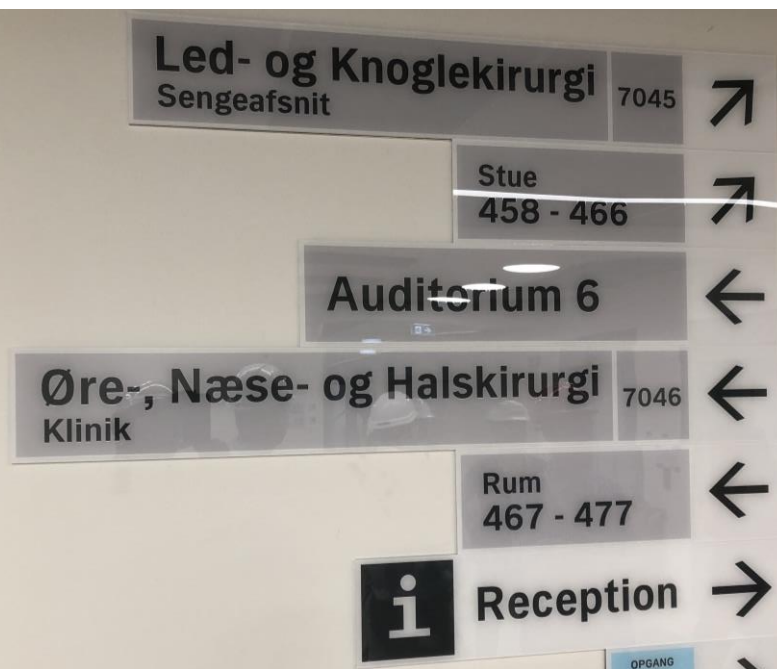 Led- og Knoglekirurgi
Sengeafsnit
7045
Stue
458 - 466
Auditorium 6
Øre-, Næse- og Halskirurgi
Klinik
7046
Rum
467 - 477
i
Reception
OPGANG